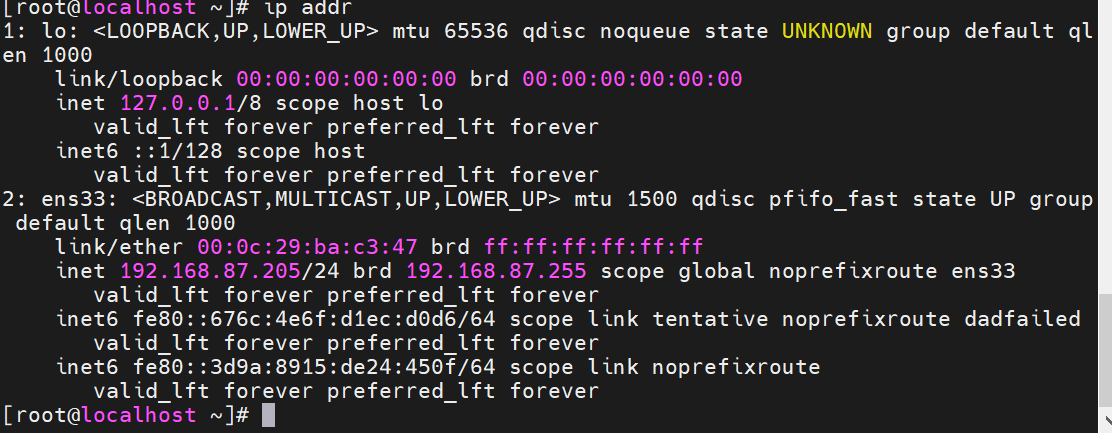 [root@localhost ~]# ip addr
1: lo: <LOOPBACK,UP,LOWER_UP> mtu 65536 qdisc noqueue state UNKNOWN group default ql
en 1000
    link/loopback 00:00:00:00:00:00 brd 00:00:00:00:00:00
    inet 127.0.0.1/8 scope host lo
       valid_lft forever preferred_lft forever
    inet6 ::1/128 scope host
       valid_lft forever preferred_lft forever
2: ens33: <BROADCAST,MULTICAST,UP,LOWER_UP> mtu 1500 qdisc pfifo_fast state UP group
 default qlen 1000
    link/ether 00:0c:29:ba:c3:47 brd ff:ff:ff:ff:ff:ff
    inet 192.168.87.205/24 brd 192.168.87.255 scope global noprefixroute ens33
       valid_lft forever preferred_lft forever
    inet6 fe80::676c:4e6f:d1ec:d0d6/64 scope link tentative noprefixroute dadfailed
       valid_lft forever preferred_lft forever
    inet6 fe80::3d9a:8915:de24:450f/64 scope link noprefixroute
       valid_lft forever preferred_lft forever
[root@localhost ~]#